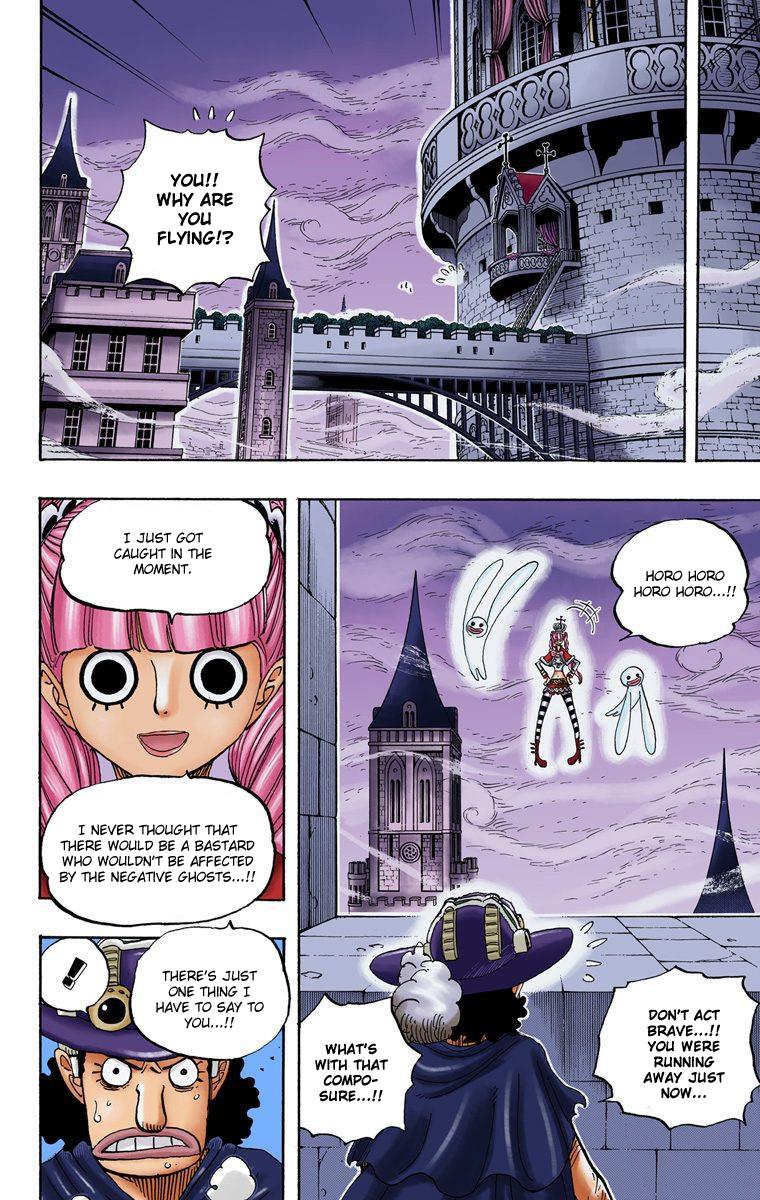 YOU!!
WHY ARE
YOU
FLYING!?
HORO HORO
HORO HORO...!!
DON'T ACT
BRAVE...!!
YOU WERE
RUNNING
AWAY JUST
NOW...
WHAT'S
WITH THAT
COMPO-
SURE...!!
I JUST GOT
CAUGHT IN THE
MOMENT.
I NEVER THOUGHT THAT
THERE WOULD BE A BASTARD
WHO WOULDN'T BE AFFECTED
BY THE NEGATIVE GHOSTS...!!
THERE'S JUST
ONE THING I
HAVE TO SAY TO
YOU...!!
!